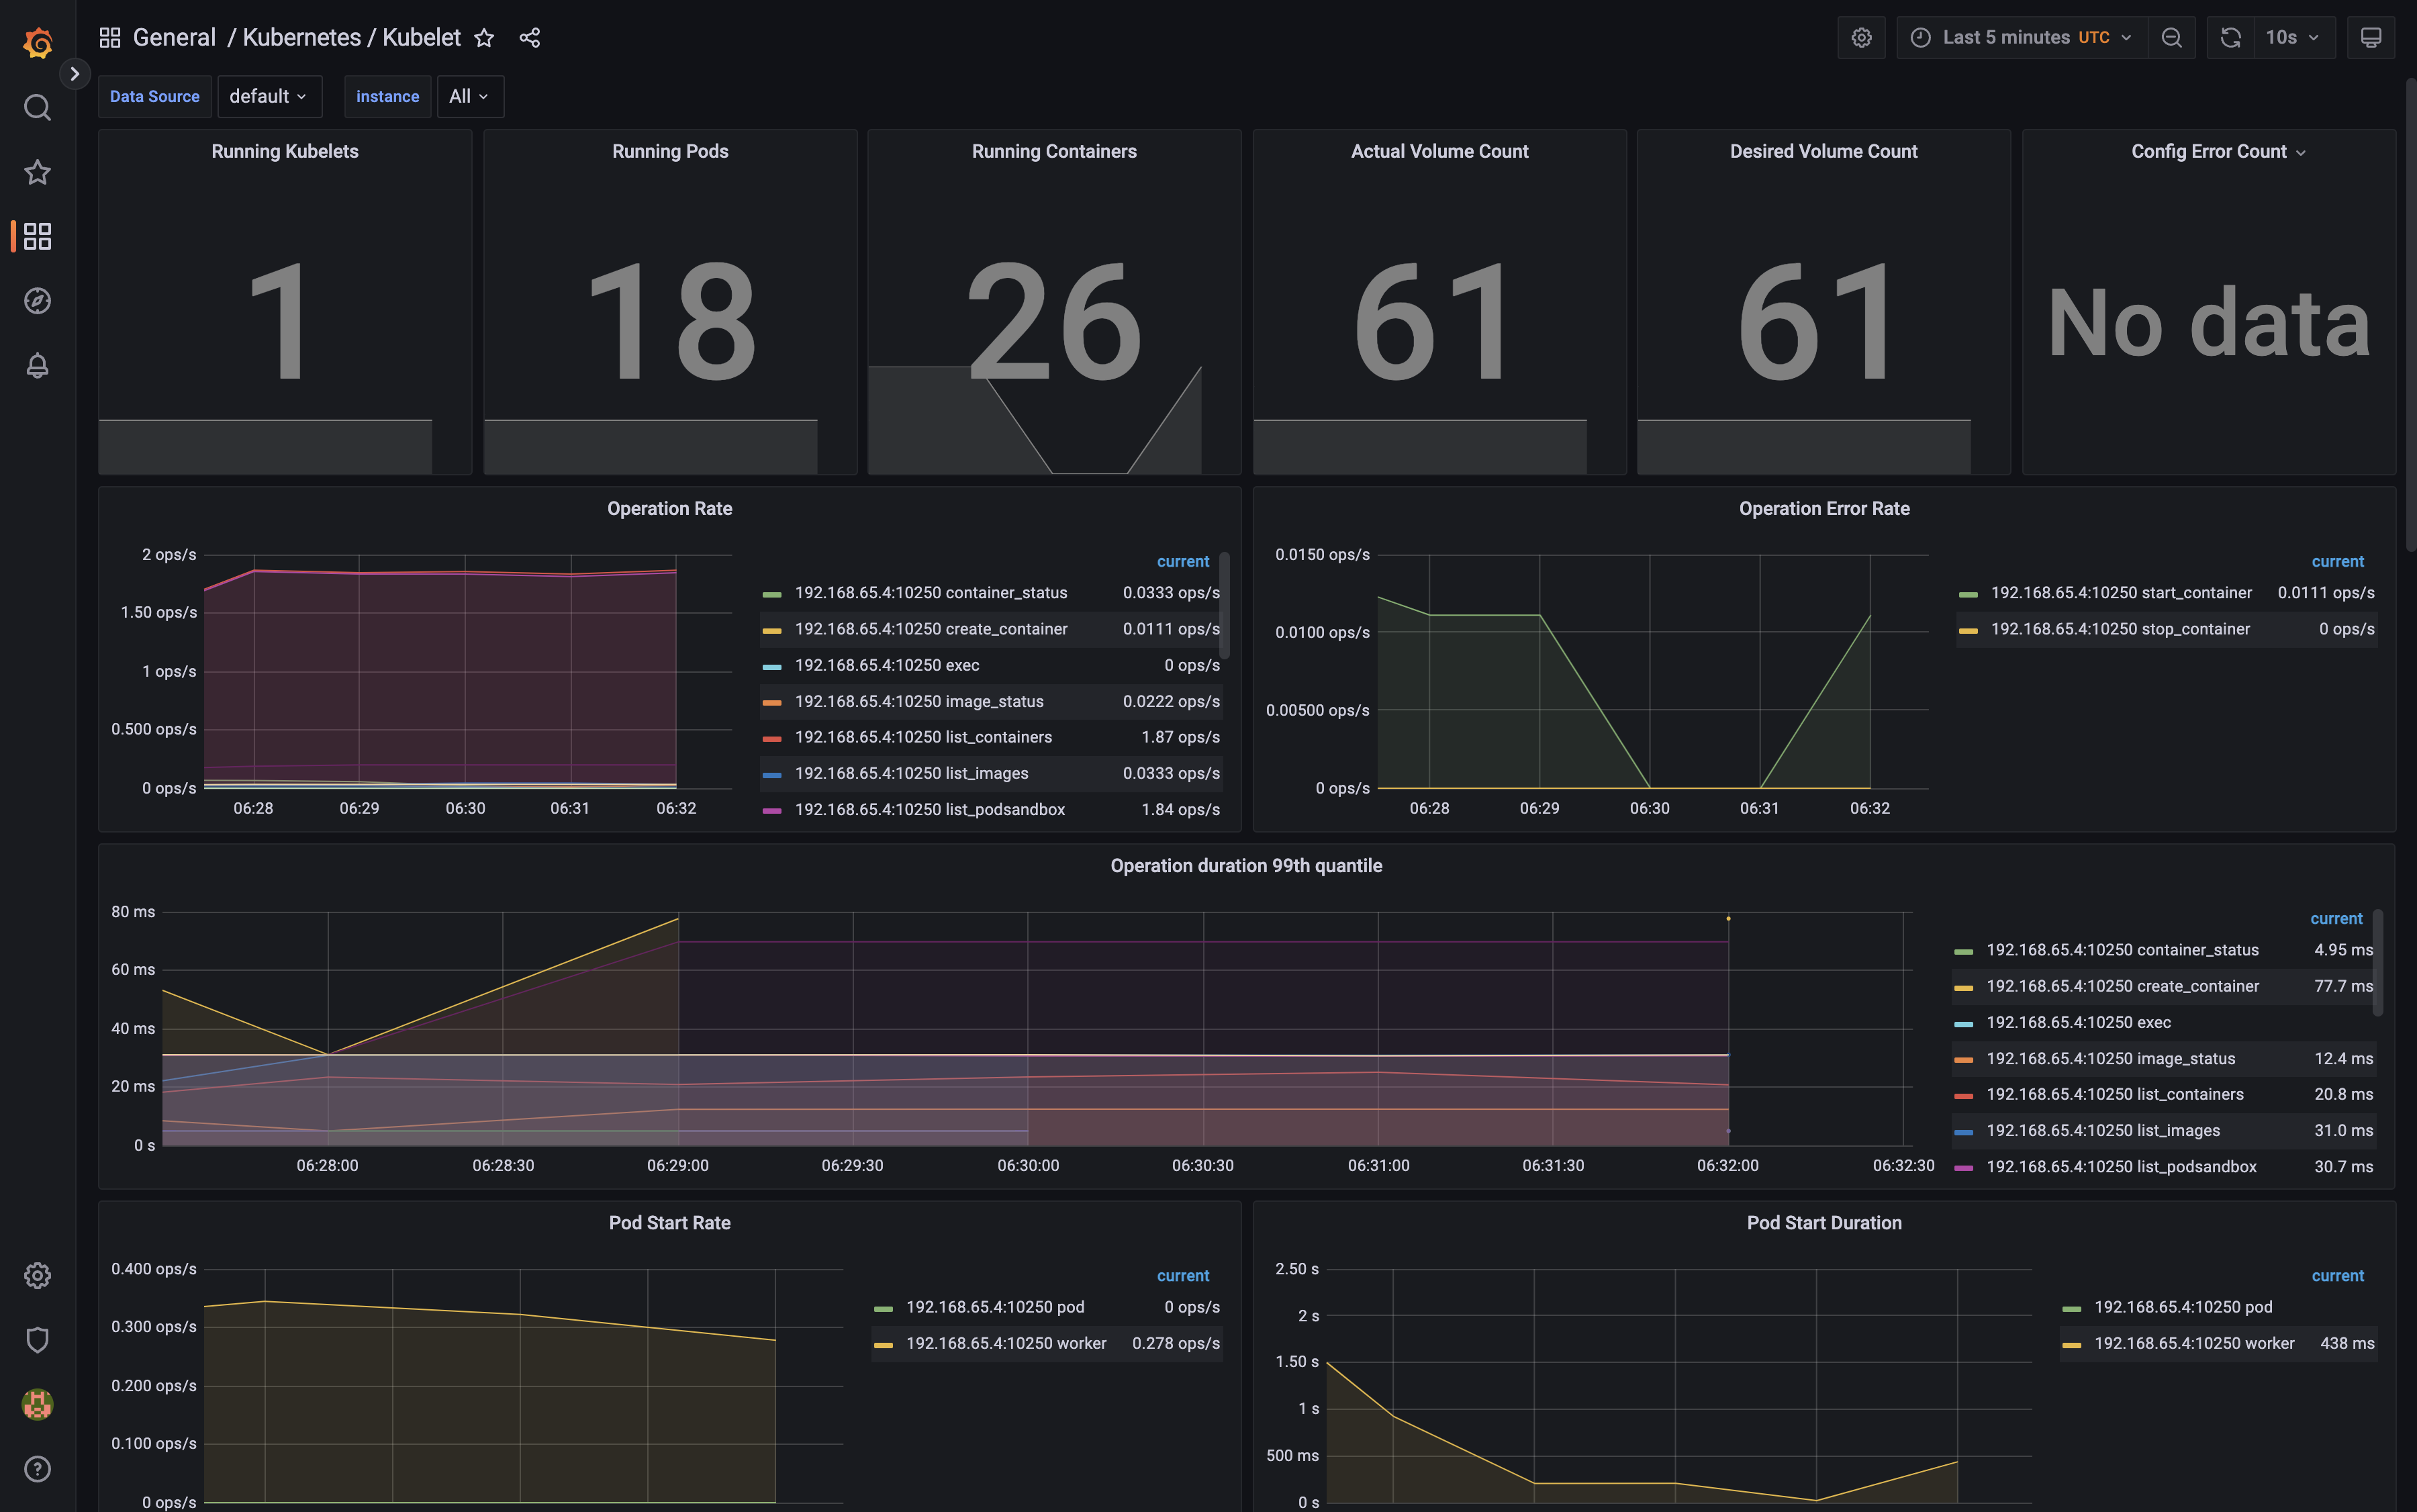 General / Kubernetes / Kubelet
Last 5 minutes UTC
10s
Data Source default instance All
Running Kubelets
1
Running Pods
18
Running Containers
26
Actual Volume Count
61
Desired Volume Count
61
Config Error Count
No data
Operation Rate
2 ops/s
1.50 ops/s
1 ops/s
0.500 ops/s
0 ops/s
06:28 06:29 06:30 06:31 06:32
current
192.168.65.4:10250 container_status 0.0333 ops/s
192.168.65.4:10250 create_container 0.0111 ops/s
192.168.65.4:10250 exec 0 ops/s
192.168.65.4:10250 image_status 0.0222 ops/s
192.168.65.4:10250 list_containers 1.87 ops/s
192.168.65.4:10250 list_images 0.0333 ops/s
192.168.65.4:10250 list_podsandbox 1.84 ops/s
Operation Error Rate
0.0150 ops/s
0.0100 ops/s
0.00500 ops/s
0 ops/s
06:28 06:29 06:30 06:31 06:32
current
192.168.65.4:10250 start_container 0.0111 ops/s
192.168.65.4:10250 stop_container 0 ops/s
Operation duration 99th quantile
80 ms
60 ms
40 ms
20 ms
0 s
06:28:00 06:28:30 06:29:00 06:29:30 06:30:00 06:30:30 06:31:00 06:31:30 06:32:00 06:32:30
current
192.168.65.4:10250 container_status 4.95 ms
192.168.65.4:10250 create_container 77.7 ms
192.168.65.4:10250 exec
192.168.65.4:10250 image_status 12.4 ms
192.168.65.4:10250 list_containers 20.8 ms
192.168.65.4:10250 list_images 31.0 ms
192.168.65.4:10250 list_podsandbox 30.7 ms
Pod Start Rate
0.400 ops/s
0.300 ops/s
0.200 ops/s
0.100 ops/s
0 ops/s
current
192.168.65.4:10250 pod 0 ops/s
192.168.65.4:10250 worker 0.278 ops/s
Pod Start Duration
2.50 s
2 s
1.50 s
1 s
500 ms
0 s
current
192.168.65.4:10250 pod
192.168.65.4:10250 worker 438 ms